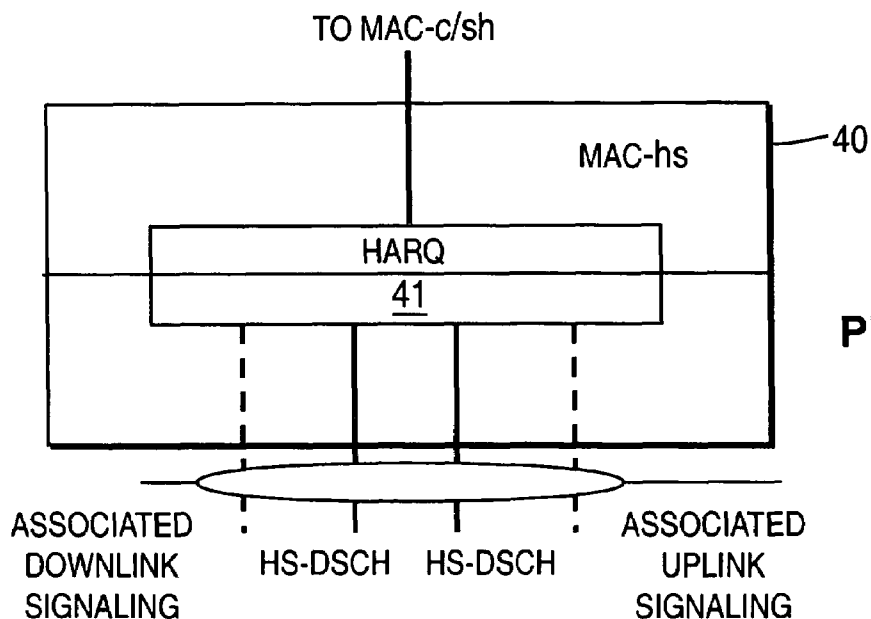 TO MAC-c/sh
MAC-hs
40
HARQ
41
P
ASSOCIATED
DOWNLINK
SIGNALING
HS-DSCH
HS-DSCH
ASSOCIATED
UPLINK
SIGNALING